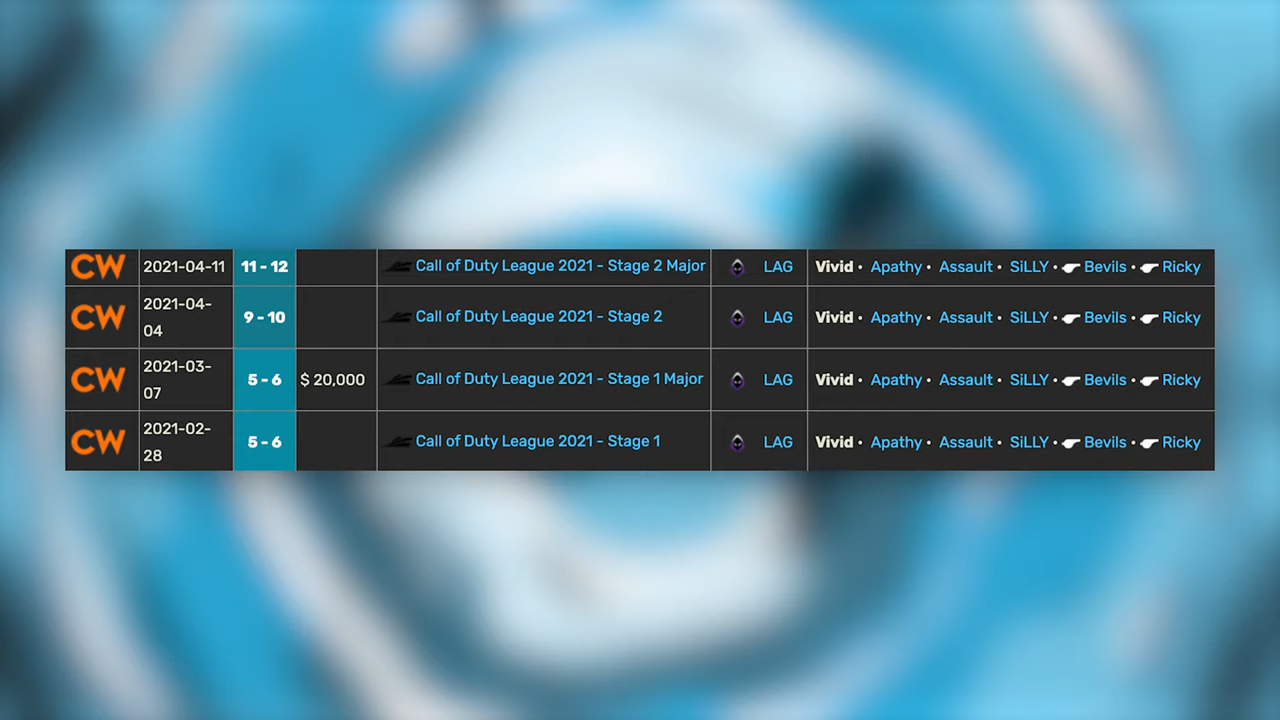 CW 2021-04-11 11 - 12 Call of Duty League 2021 - Stage 2 Major LAG Vivid • Apathy • Assault • SiLLY • Bevils • Ricky
CW 2021-04-04 9 - 10 Call of Duty League 2021 - Stage 2 LAG Vivid • Apathy • Assault • SiLLY • Bevils • Ricky
CW 2021-03-07 5 - 6 $ 20,000 Call of Duty League 2021 - Stage 1 Major LAG Vivid • Apathy • Assault • SiLLY • Bevils • Ricky
CW 2021-02-28 5 - 6 Call of Duty League 2021 - Stage 1 LAG Vivid • Apathy • Assault • SiLLY • Bevils • Ricky